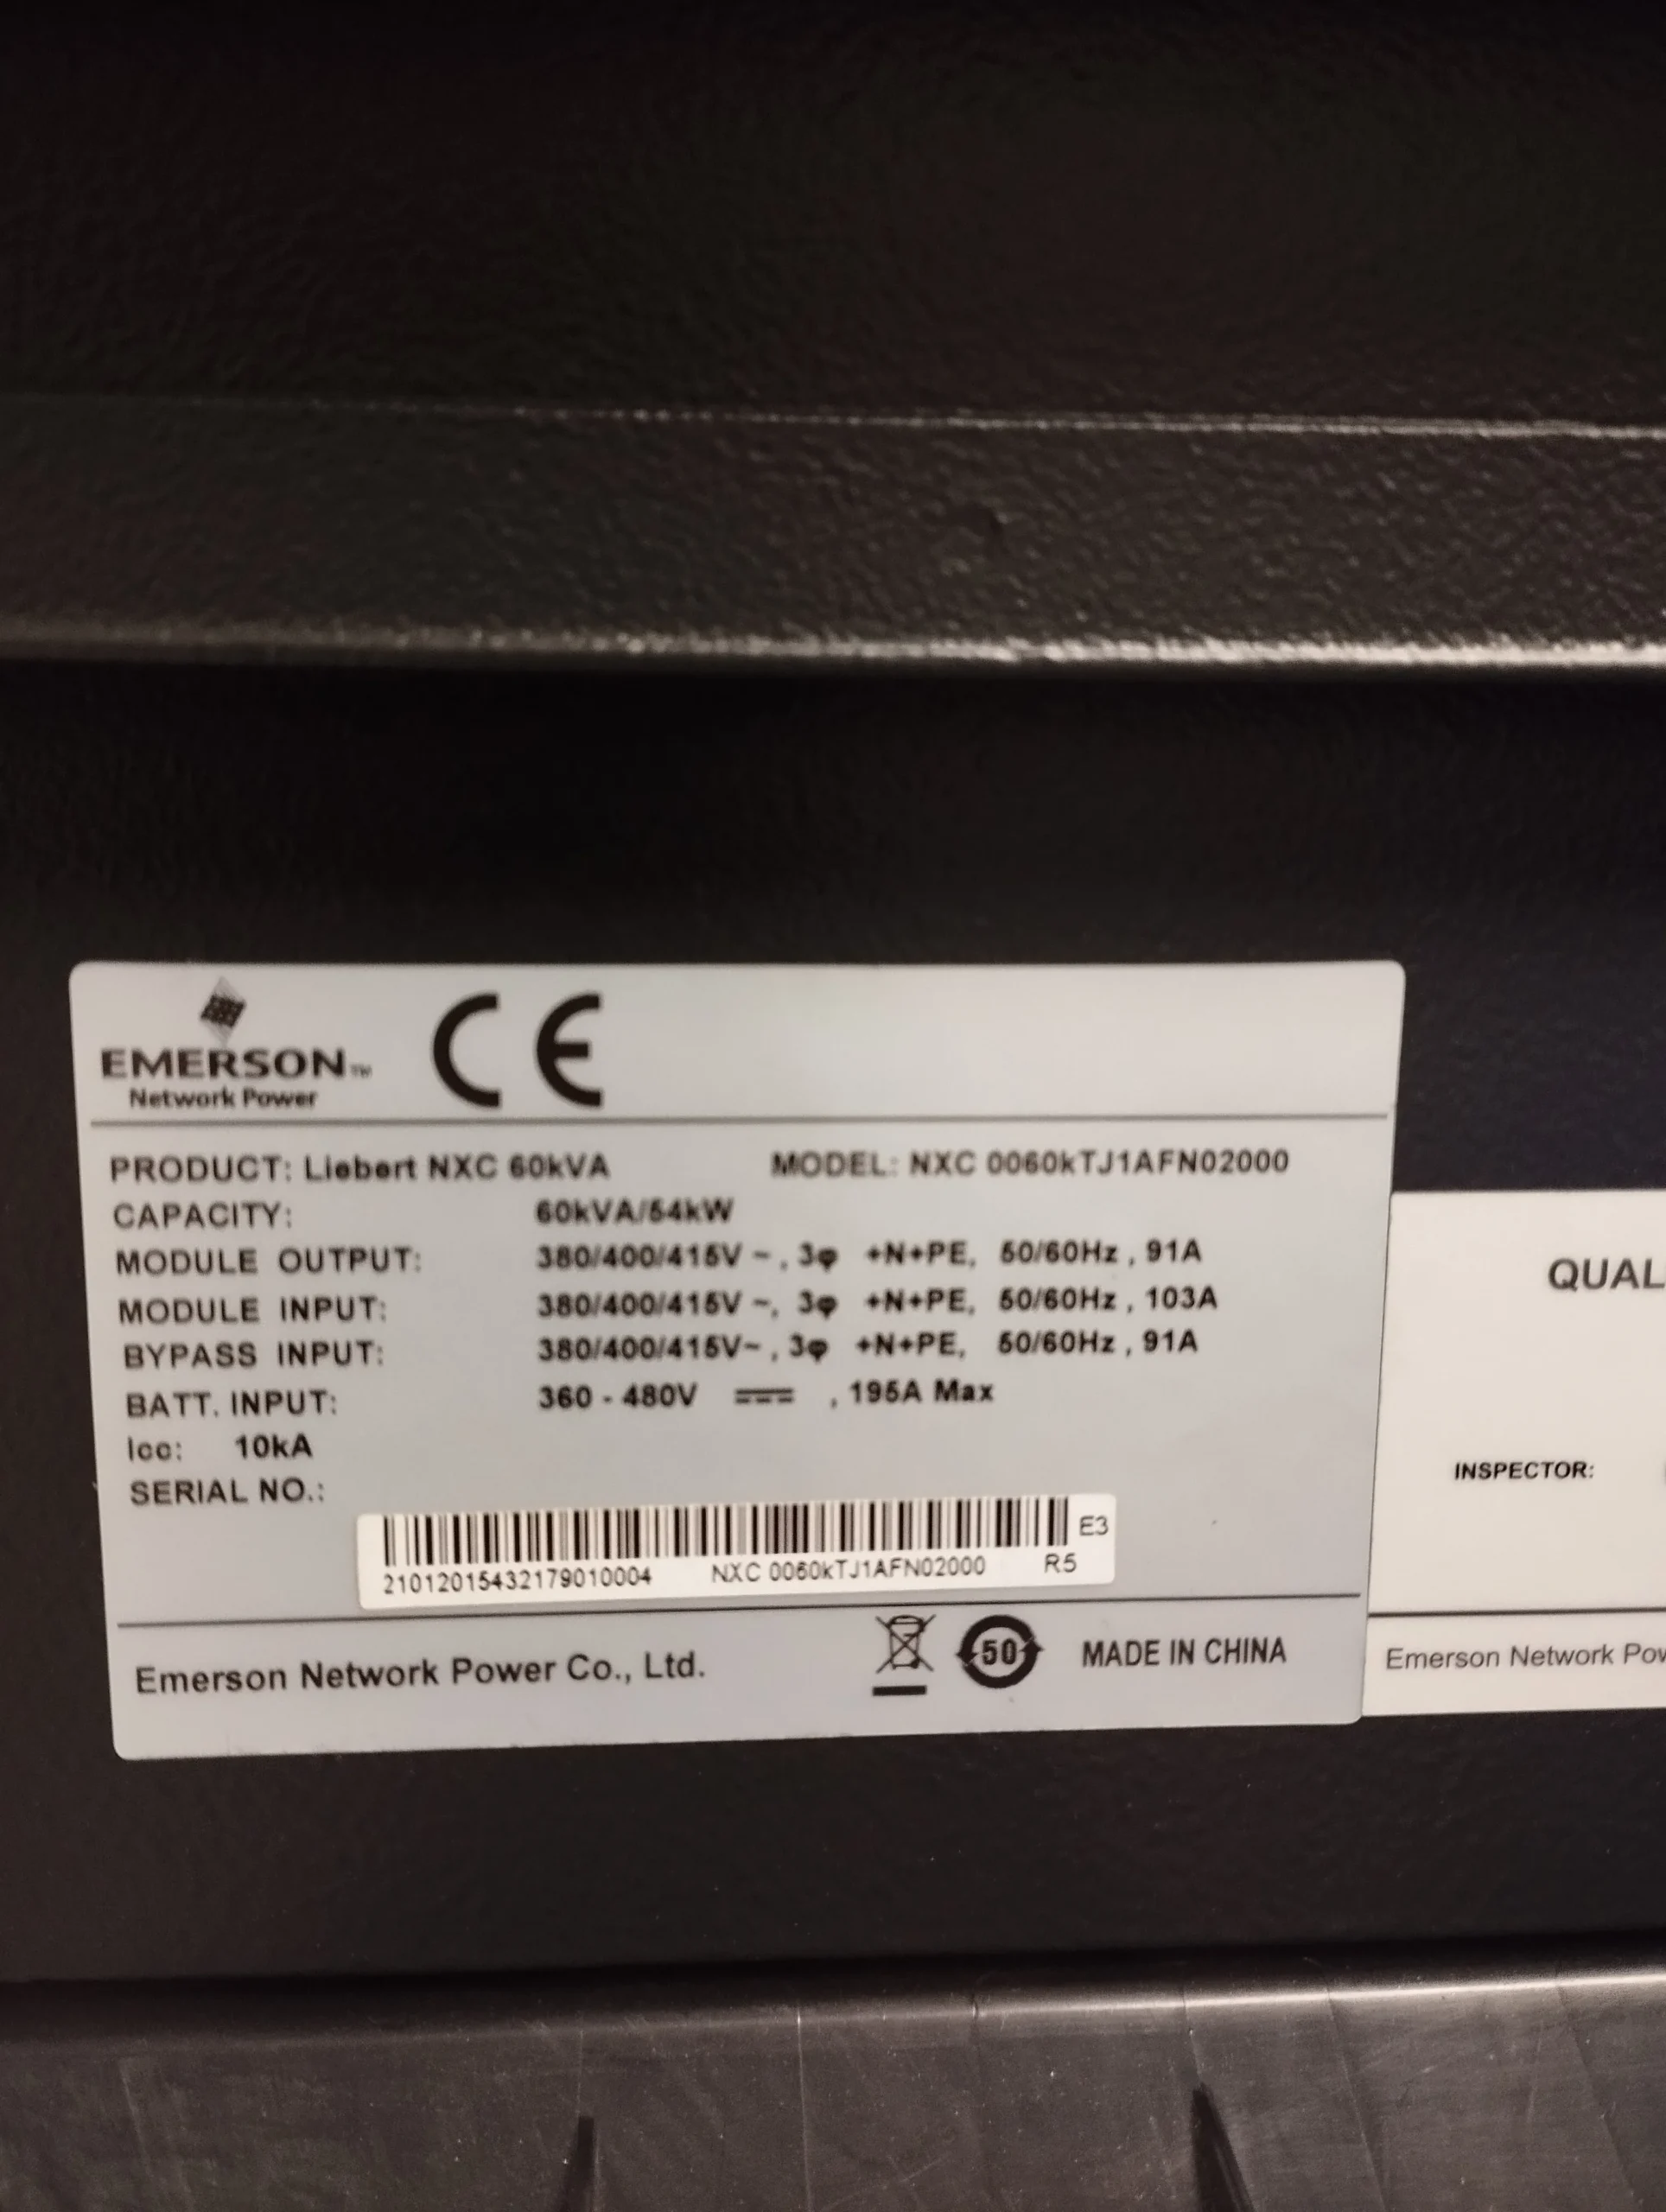 EMERSON™
Network Power
CE
PRODUCT: Liebert NXC 60kVA MODEL: NXC 0060kTJ1AFN02000
CAPACITY: 60kVA/54kW
MODULE OUTPUT: 380/400/415V ~, 3φ +N+PE, 50/60Hz, 91A
MODULE INPUT: 380/400/415V ~, 3φ +N+PE, 50/60Hz, 103A
BYPASS INPUT: 380/400/415V~, 3φ +N+PE, 50/60Hz, 91A
BATT. INPUT: 360 - 480V ⎓, 195A Max
Icc: 10kA
SERIAL NO.:
E3
21012015432179010004 NXC 0060kTJ1AFN02000 R5
Emerson Network Power Co., Ltd. 50 MADE IN CHINA
QUAL
INSPECTOR:
Emerson Network Pow